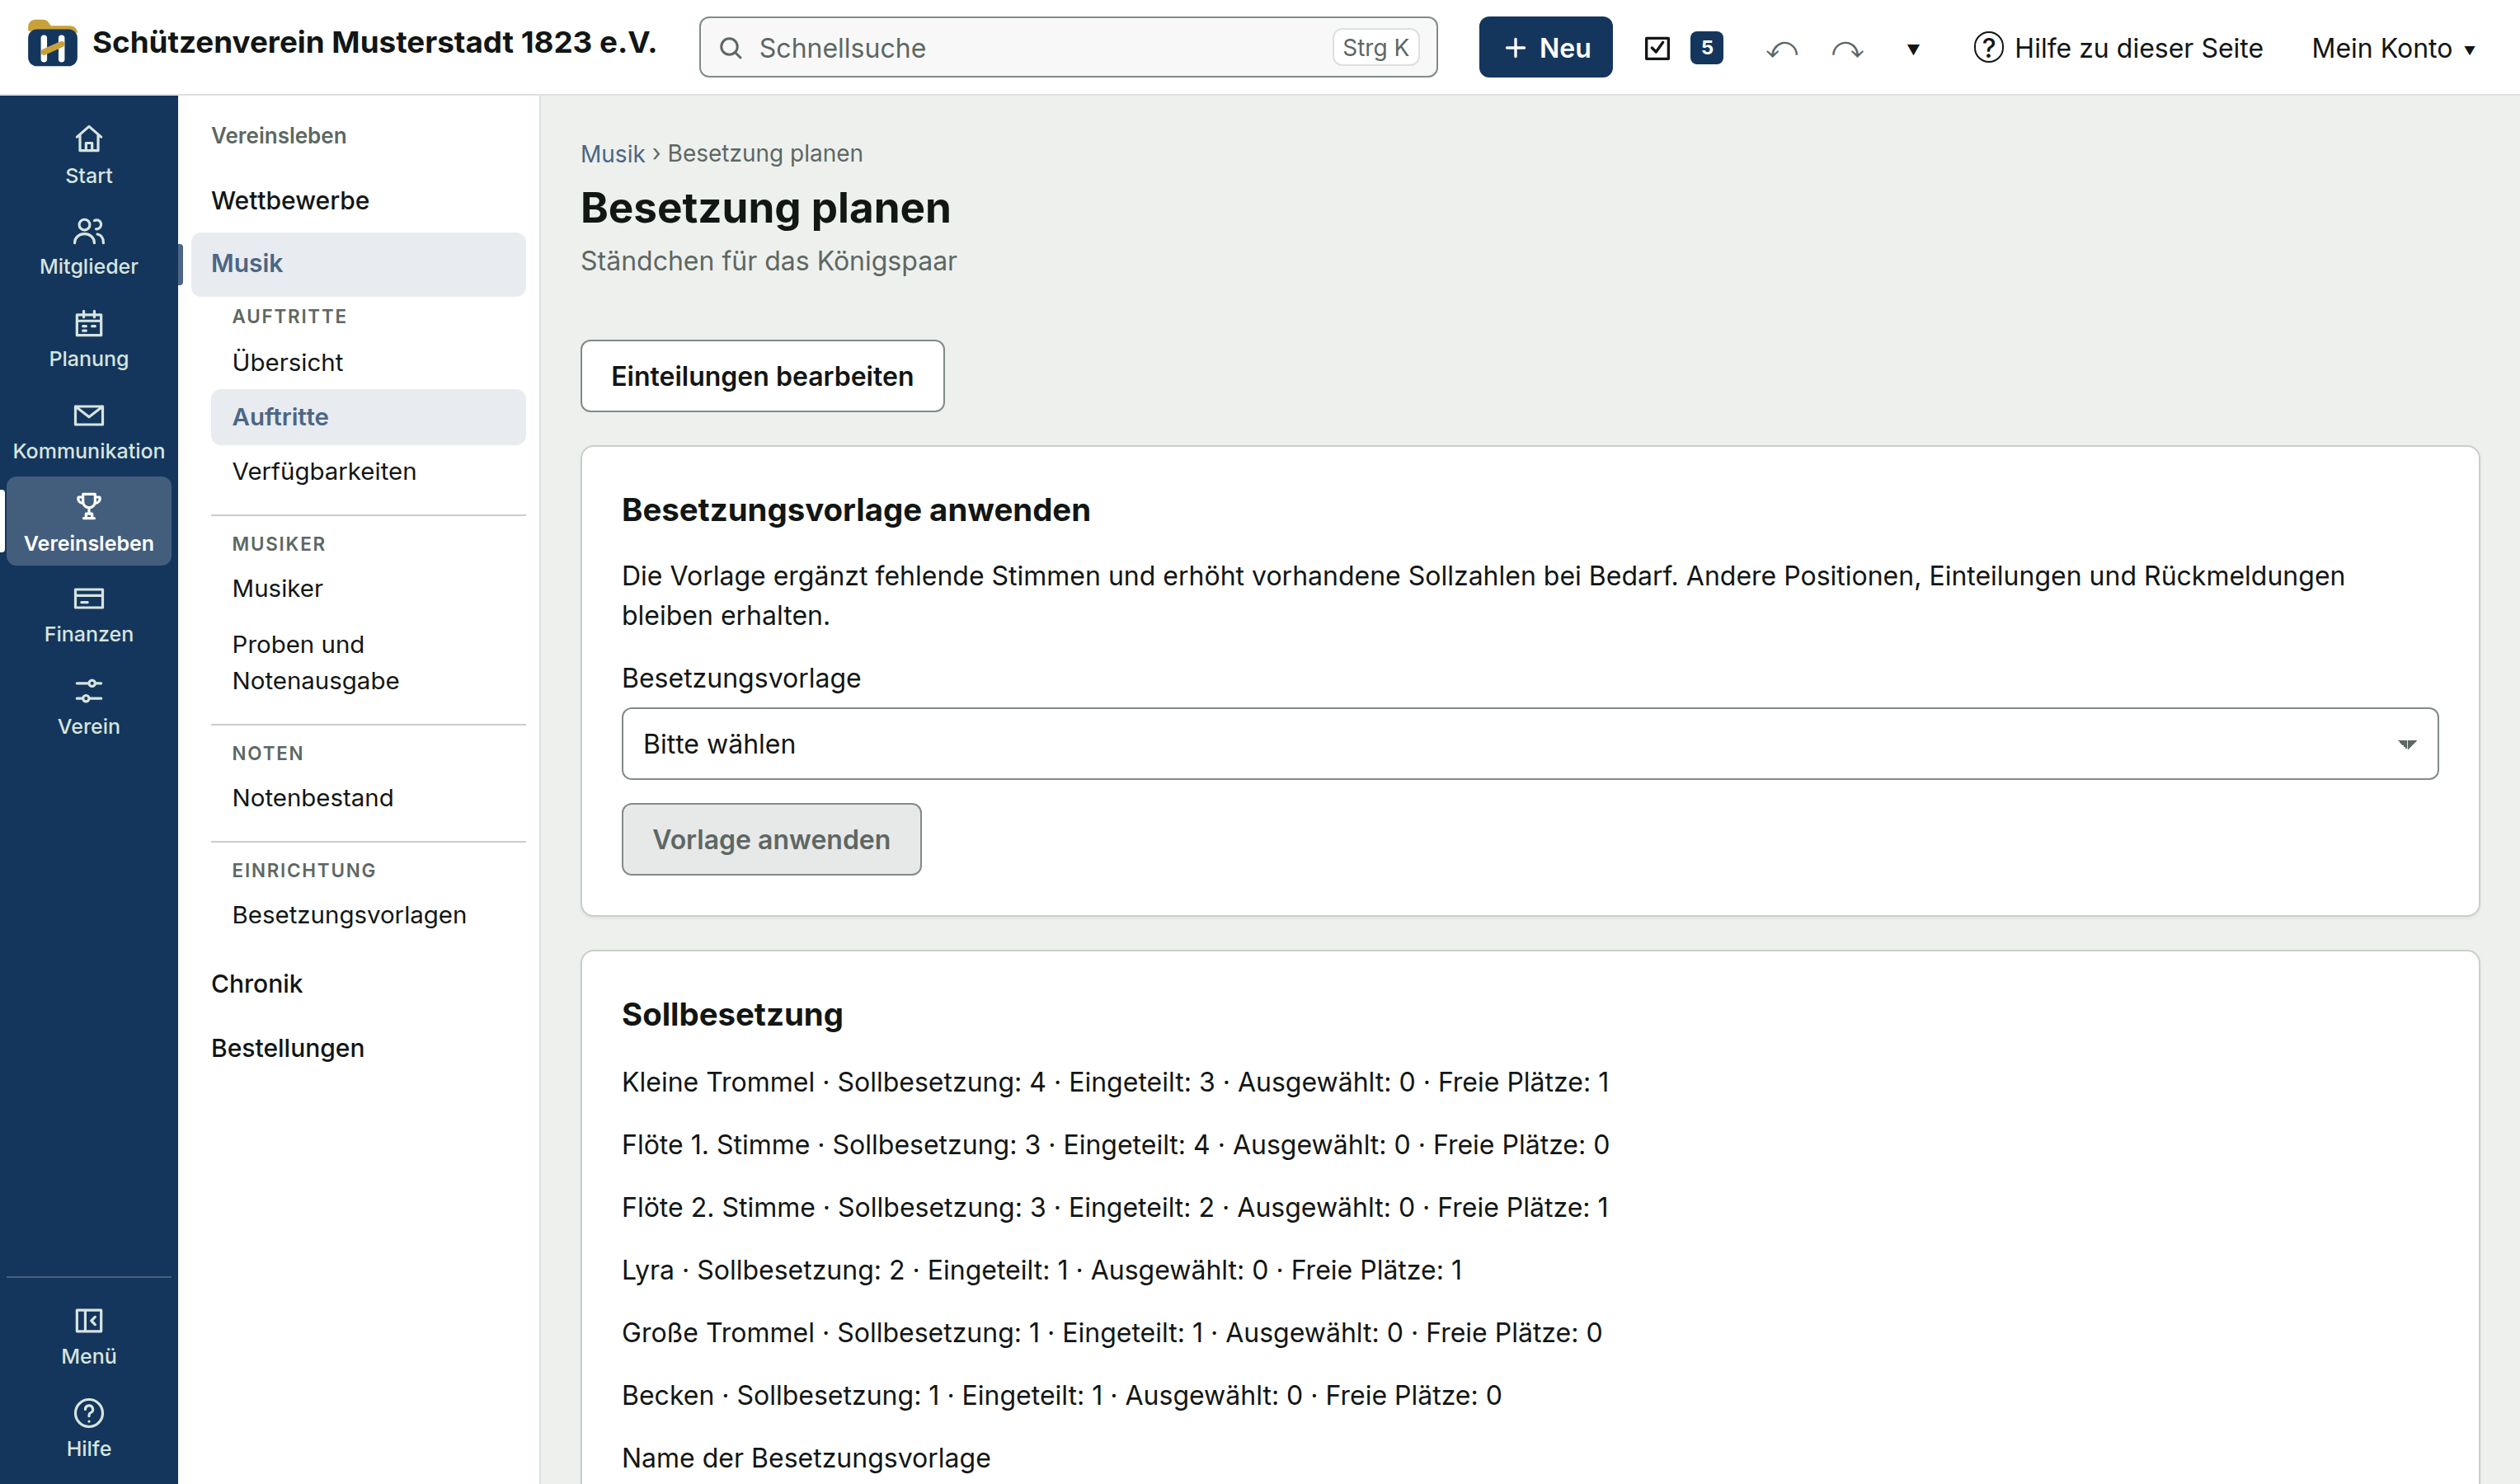 Schützenverein Musterstadt 1823 e.V.
Schnellsuche
Strg K
+ Neu
5
Hilfe zu dieser Seite
Mein Konto
Start
Mitglieder
Planung
Kommunikation
Vereinsleben
Finanzen
Verein
Menü
Hilfe
Vereinsleben
Wettbewerbe
Musik
AUFTRITTE
Übersicht
Auftritte
Verfügbarkeiten
MUSIKER
Musiker
Proben und
Notenausgabe
NOTEN
Notenbestand
EINRICHTUNG
Besetzungsvorlagen
Chronik
Bestellungen
Musik › Besetzung planen
Besetzung planen
Ständchen für das Königspaar
Einteilungen bearbeiten
Besetzungsvorlage anwenden
Die Vorlage ergänzt fehlende Stimmen und erhöht vorhandene Sollzahlen bei Bedarf. Andere Positionen, Einteilungen und Rückmeldungen
bleiben erhalten.
Besetzungsvorlage
Bitte wählen
Vorlage anwenden
Sollbesetzung
Kleine Trommel · Sollbesetzung: 4 · Eingeteilt: 3 · Ausgewählt: 0 · Freie Plätze: 1
Flöte 1. Stimme · Sollbesetzung: 3 · Eingeteilt: 4 · Ausgewählt: 0 · Freie Plätze: 0
Flöte 2. Stimme · Sollbesetzung: 3 · Eingeteilt: 2 · Ausgewählt: 0 · Freie Plätze: 1
Lyra · Sollbesetzung: 2 · Eingeteilt: 1 · Ausgewählt: 0 · Freie Plätze: 1
Große Trommel · Sollbesetzung: 1 · Eingeteilt: 1 · Ausgewählt: 0 · Freie Plätze: 0
Becken · Sollbesetzung: 1 · Eingeteilt: 1 · Ausgewählt: 0 · Freie Plätze: 0
Name der Besetzungsvorlage